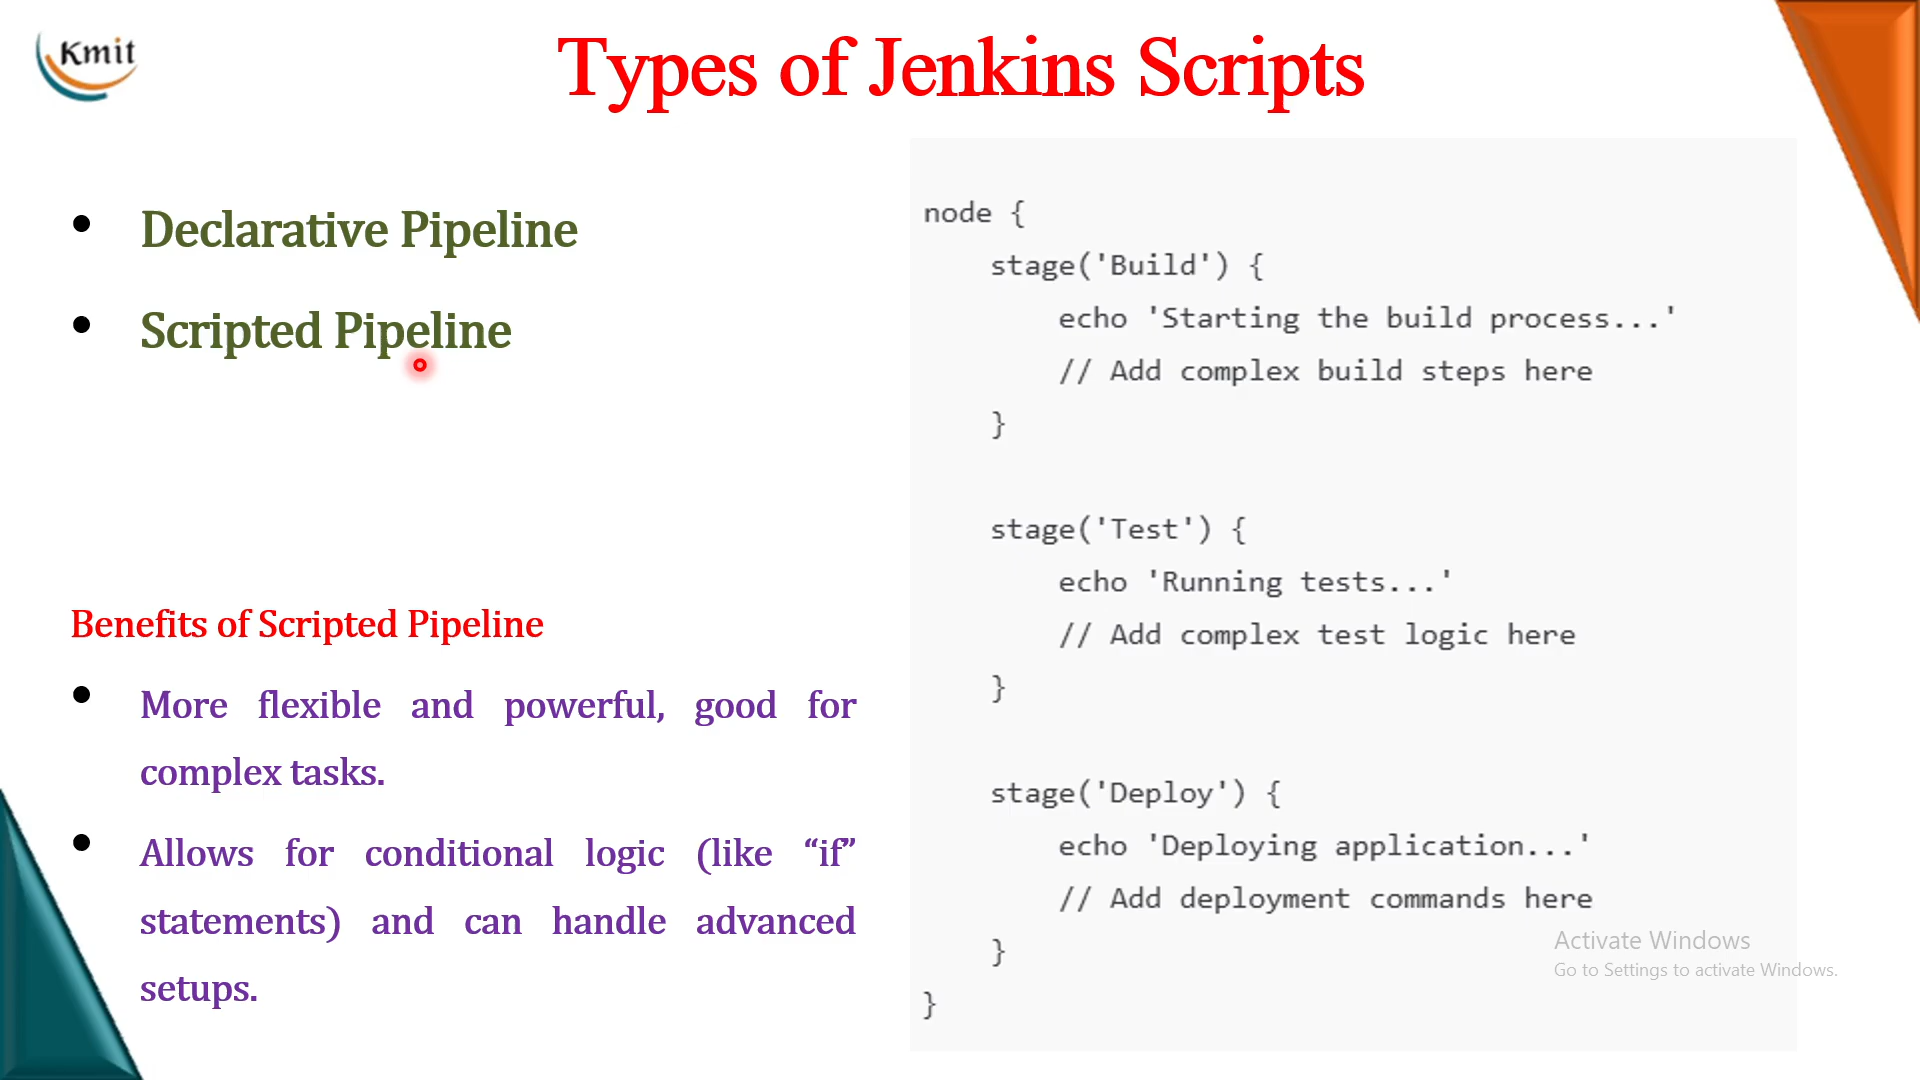 Kmit
Types of Jenkins Scripts
• Declarative Pipeline
• Scripted Pipeline
Benefits of Scripted Pipeline
• More flexible and powerful, good for
complex tasks.
• Allows for conditional logic (like “if”
statements) and can handle advanced
setups.
node {
    stage('Build') {
        echo 'Starting the build process...'
        // Add complex build steps here
    }

    stage('Test') {
        echo 'Running tests...'
        // Add complex test logic here
    }

    stage('Deploy') {
        echo 'Deploying application...'
        // Add deployment commands here
    }
}
Activate Windows
Go to Settings to activate Windows.